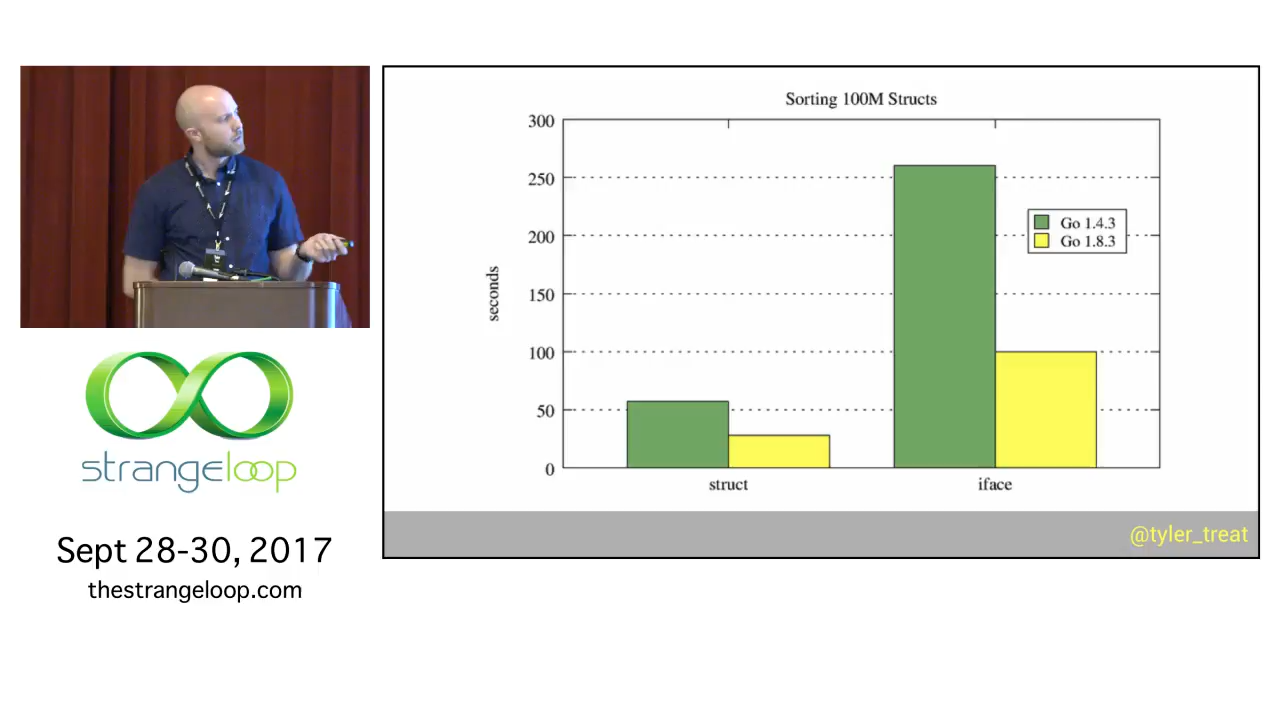 Sorting 100M Structs
300
250
200
150
100
50
0
seconds
Go 1.4.3
Go 1.8.3
struct
iface
@tyler_treat
strangeloop
Sept 28-30, 2017
thestrangeloop.com